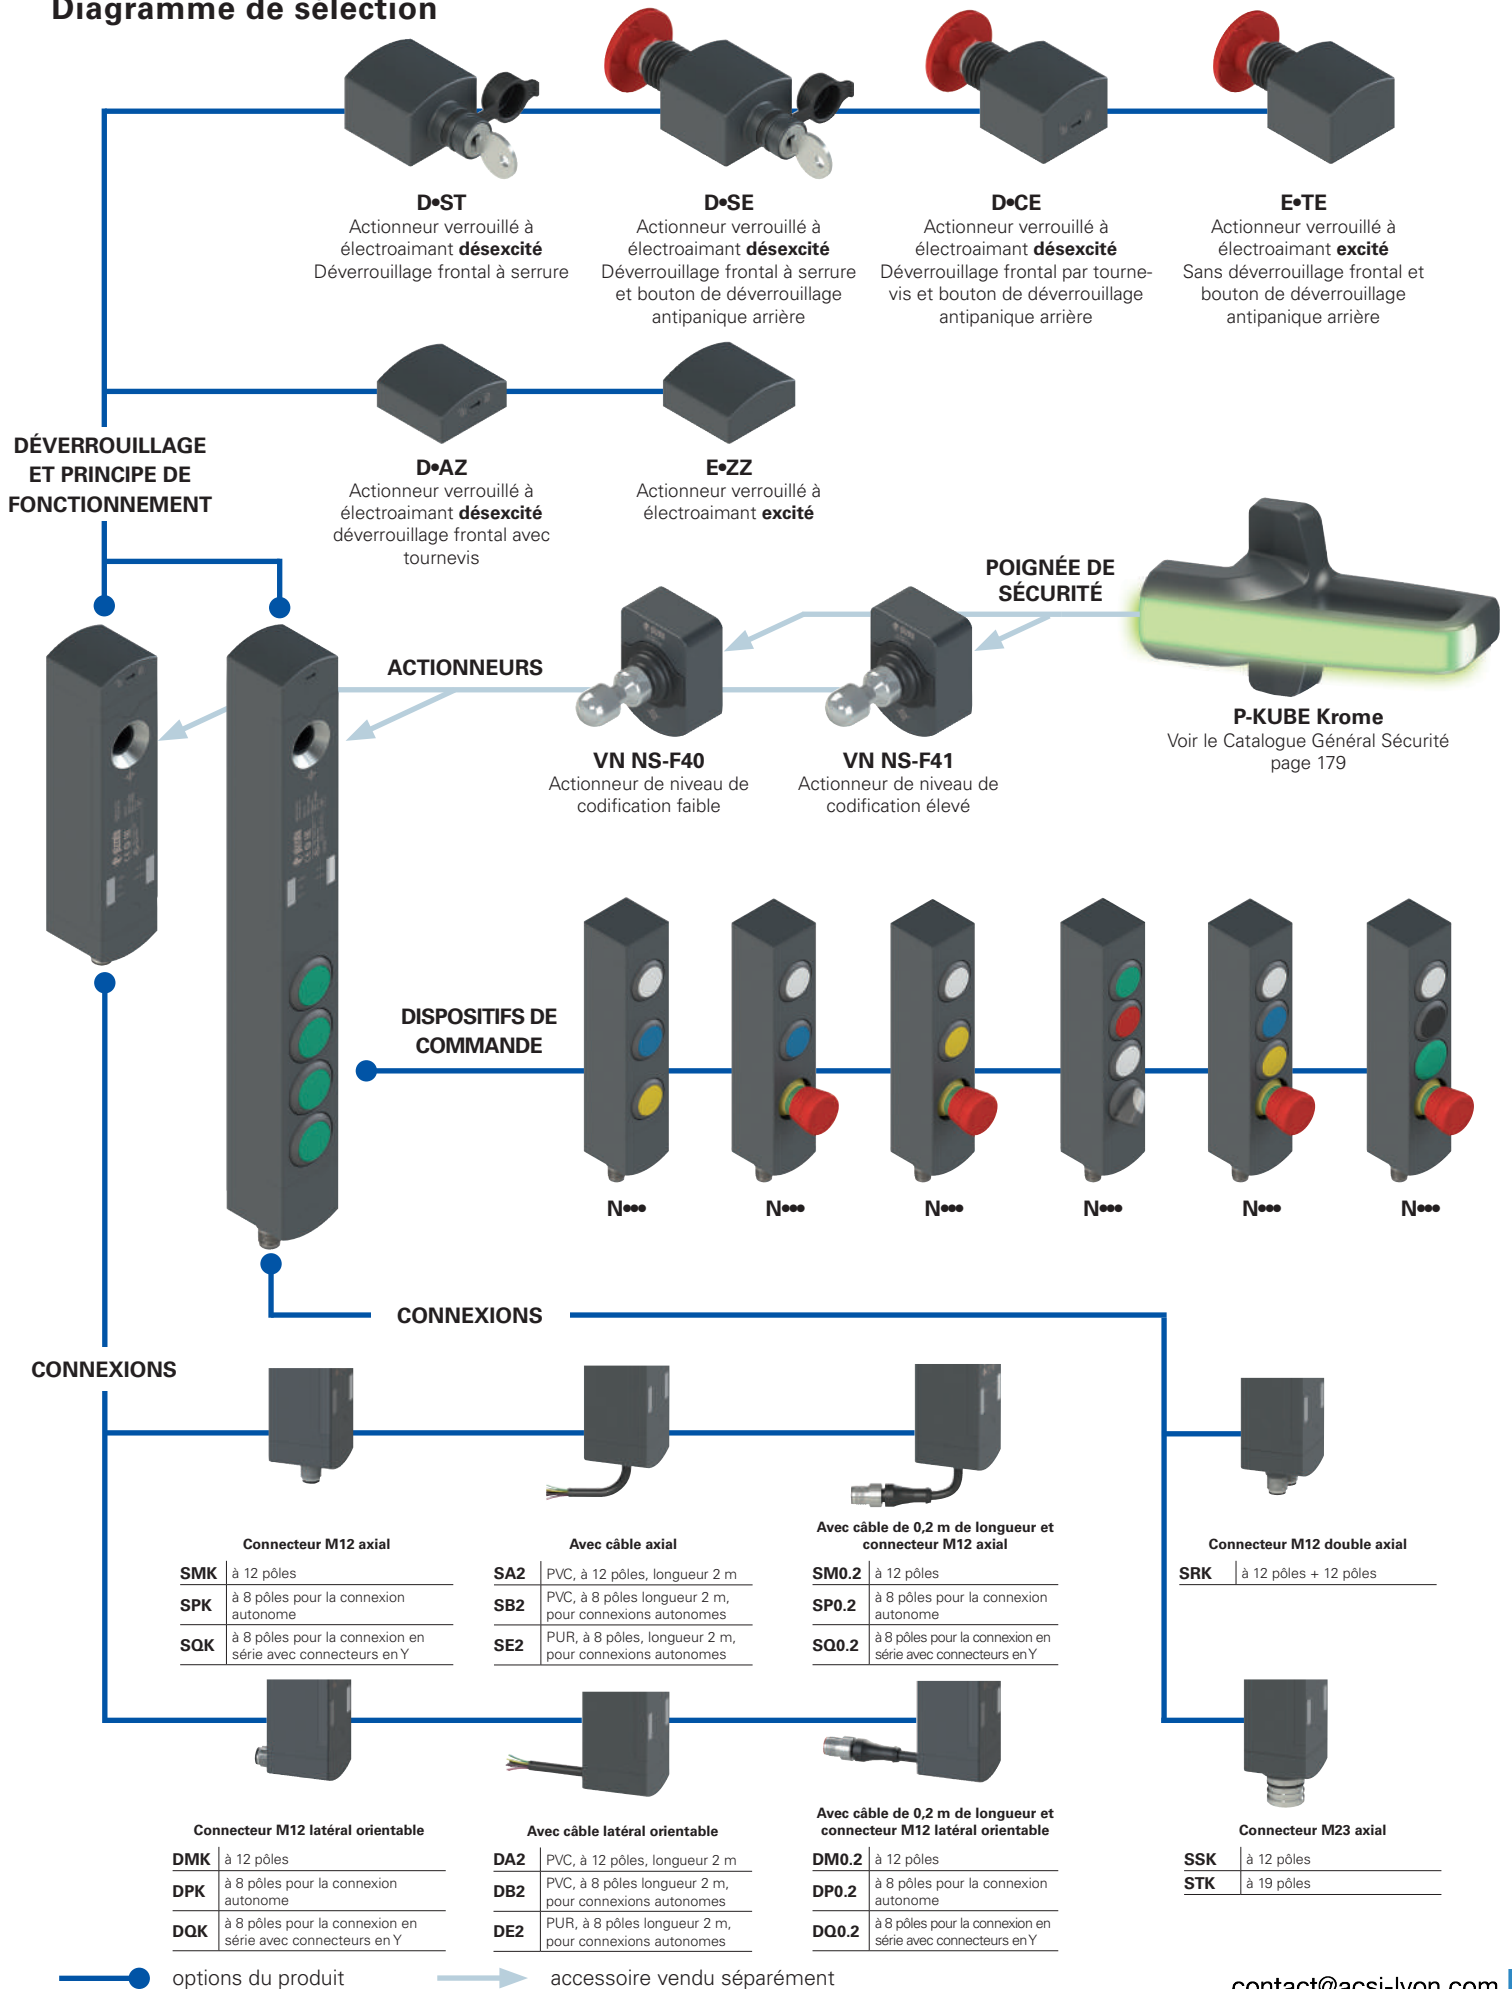 Diagramme de sélection
D•ST
Actionneur verrouillé à
électroaimant désexcité
Déverrouillage frontal à serrure
D•SE
Actionneur verrouillé à
électroaimant désexcité
Déverrouillage frontal à serrure
et bouton de déverrouillage
antipanique arrière
D•CE
Actionneur verrouillé à
électroaimant désexcité
Déverrouillage frontal par tourne-
vis et bouton de déverrouillage
antipanique arrière
E•TE
Actionneur verrouillé à
électroaimant excité
Sans déverrouillage frontal et
bouton de déverrouillage
antipanique arrière
DÉVERROUILLAGE
ET PRINCIPE DE
FONCTIONNEMENT
D•AZ
Actionneur verrouillé à
électroaimant désexcité
déverrouillage frontal avec
tournevis
E•ZZ
Actionneur verrouillé à
électroaimant excité
POIGNÉE DE
SÉCURITÉ
ACTIONNEURS
P-KUBE Krome
Voir le Catalogue Général Sécurité
page 179
VN NS-F40
Actionneur de niveau de
codification faible
VN NS-F41
Actionneur de niveau de
codification élevé
DISPOSITIFS DE
COMMANDE
N•••
N•••
N•••
N•••
N•••
N•••
CONNEXIONS
CONNEXIONS
Connecteur M12 axial
SMK à 12 pôles
SPK à 8 pôles pour la connexion
autonome
SQK à 8 pôles pour la connexion en
série avec connecteurs en Y
Avec câble axial
SA2 PVC, à 12 pôles, longueur 2 m
SB2 PVC, à 8 pôles longueur 2 m,
pour connexions autonomes
SE2 PUR, à 8 pôles, longueur 2 m,
pour connexions autonomes
Avec câble de 0,2 m de longueur et
connecteur M12 axial
SM0.2 à 12 pôles
SP0.2 à 8 pôles pour la connexion
autonome
SQ0.2 à 8 pôles pour la connexion en
série avec connecteurs en Y
Connecteur M12 double axial
SRK à 12 pôles + 12 pôles
Connecteur M12 latéral orientable
DMK à 12 pôles
DPK à 8 pôles pour la connexion
autonome
DQK à 8 pôles pour la connexion en
série avec connecteurs en Y
Avec câble latéral orientable
DA2 PVC, à 12 pôles, longueur 2 m
DB2 PVC, à 8 pôles longueur 2 m,
pour connexions autonomes
DE2 PUR, à 8 pôles longueur 2 m,
pour connexions autonomes
Avec câble de 0,2 m de longueur et
connecteur M12 latéral orientable
DM0.2 à 12 pôles
DP0.2 à 8 pôles pour la connexion
autonome
DQ0.2 à 8 pôles pour la connexion en
série avec connecteurs en Y
Connecteur M23 axial
SSK à 12 pôles
STK à 19 pôles
options du produit
accessoire vendu séparément
contact@acsi-lyon.com